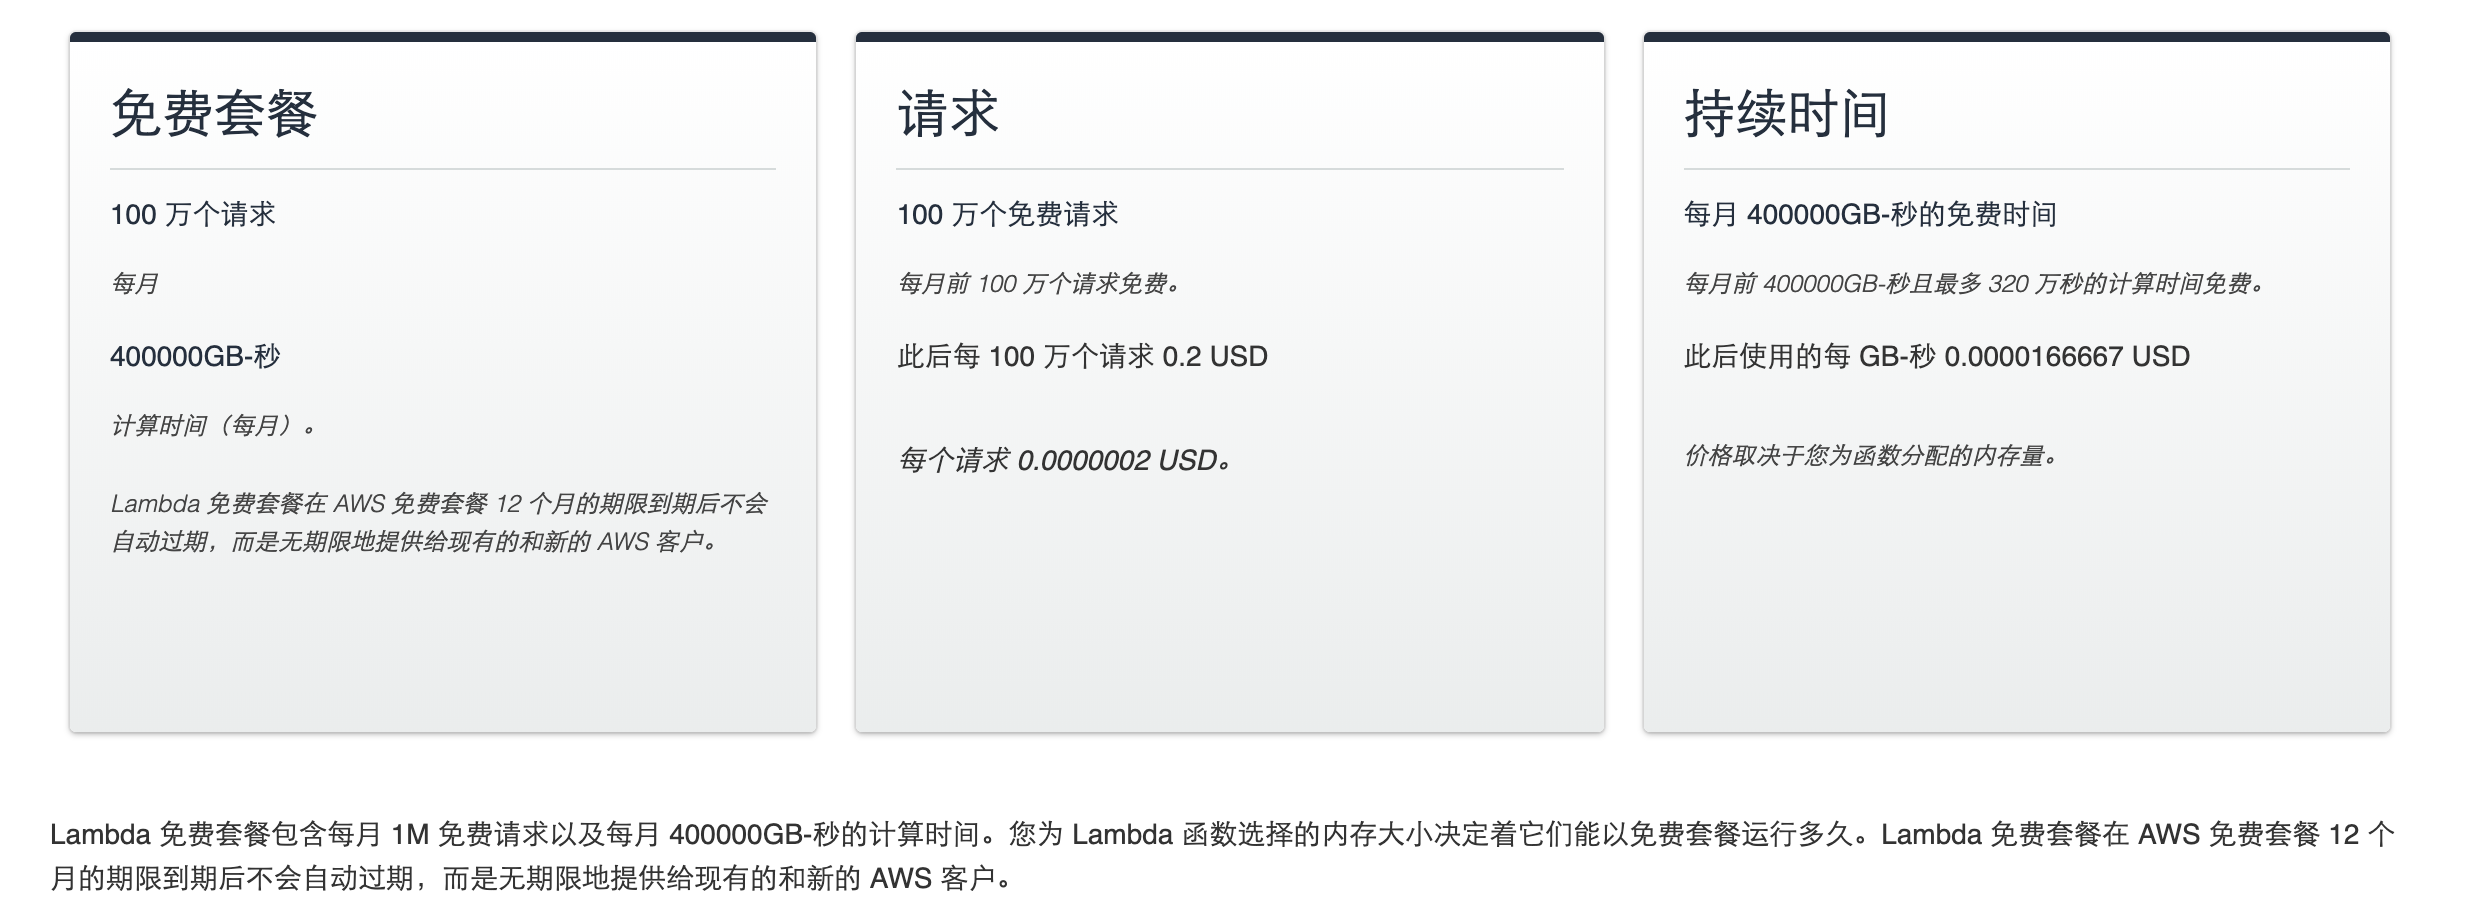 免费套餐
100 万个请求
每月
400000GB-秒
计算时间（每月）。
Lambda 免费套餐在 AWS 免费套餐 12 个月的期限到期后不会
自动过期，而是无期限地提供给现有的和新的 AWS 客户。
请求
100 万个免费请求
每月前 100 万个请求免费。
此后每 100 万个请求 0.2 USD
每个请求 0.0000002 USD。
持续时间
每月 400000GB-秒的免费时间
每月前 400000GB-秒且最多 320 万秒的计算时间免费。
此后使用的每 GB-秒 0.0000166667 USD
价格取决于您为函数分配的内存量。
Lambda 免费套餐包含每月 1M 免费请求以及每月 400000GB-秒的计算时间。您为 Lambda 函数选择的内存大小决定着它们能以免费套餐运行多久。Lambda 免费套餐在 AWS 免费套餐 12 个
月的期限到期后不会自动过期，而是无期限地提供给现有的和新的 AWS 客户。